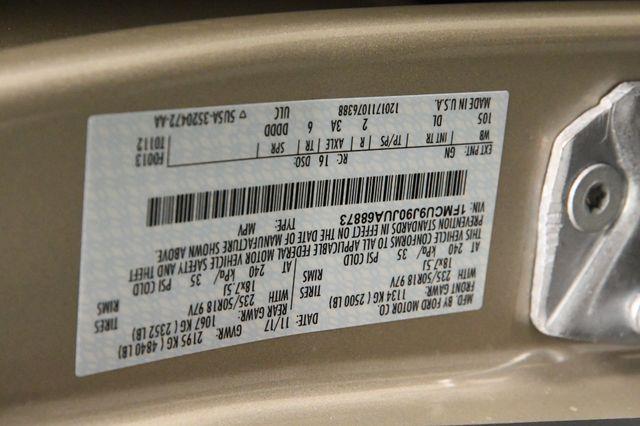 MFD. BY FORD MOTOR CO.
11/17 GVWR: 2195 KG ( 4840 LB)
FRONT GAWR: REAR GAWR:
1134 KG ( 2500 LB) 1067 KG ( 2352 LB)
WITH TIRES WITH TIRES
235/50R18 97V 235/50R18 97V
18x7.5J RIMS 18x7.5J RIMS
AT 240 kPa/ 35 PSI COLD AT 240 kPa/ 35 PSI COLD
THIS VEHICLE CONFORMS TO ALL APPLICABLE FEDERAL MOTOR VEHICLE SAFETY AND THEFT
PREVENTION STANDARDS IN EFFECT ON THE DATE OF MANUFACTURE SHOWN ABOVE.
VIN: 1FMCU9J90JUA68873
TYPE: MPV
EXT PNT: GN RC: 16 DSO: F0013
WB INT TR TP/PS R AXLE TR SPR T0112
105 DL 2 3A 6 DDDD
ULC
MADE IN U.S.A. 120171107638 5U5A-3520472-AA